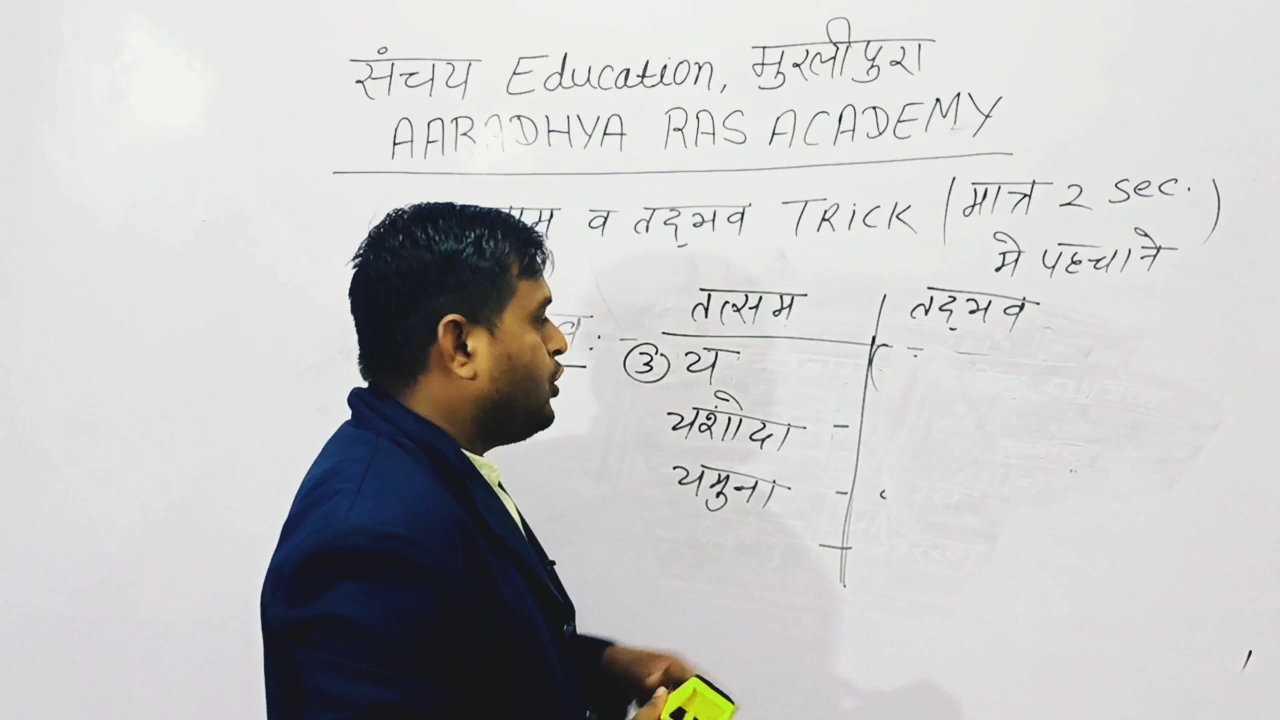 संचय Education, मुरलीपुरा
AARADHYA RAS ACADEMY
व तद्भव TRICK (मात्र 2 Sec.)
मे पहचाने
तत्सम तद्भव
③ य
यशोदा -
यमुना -